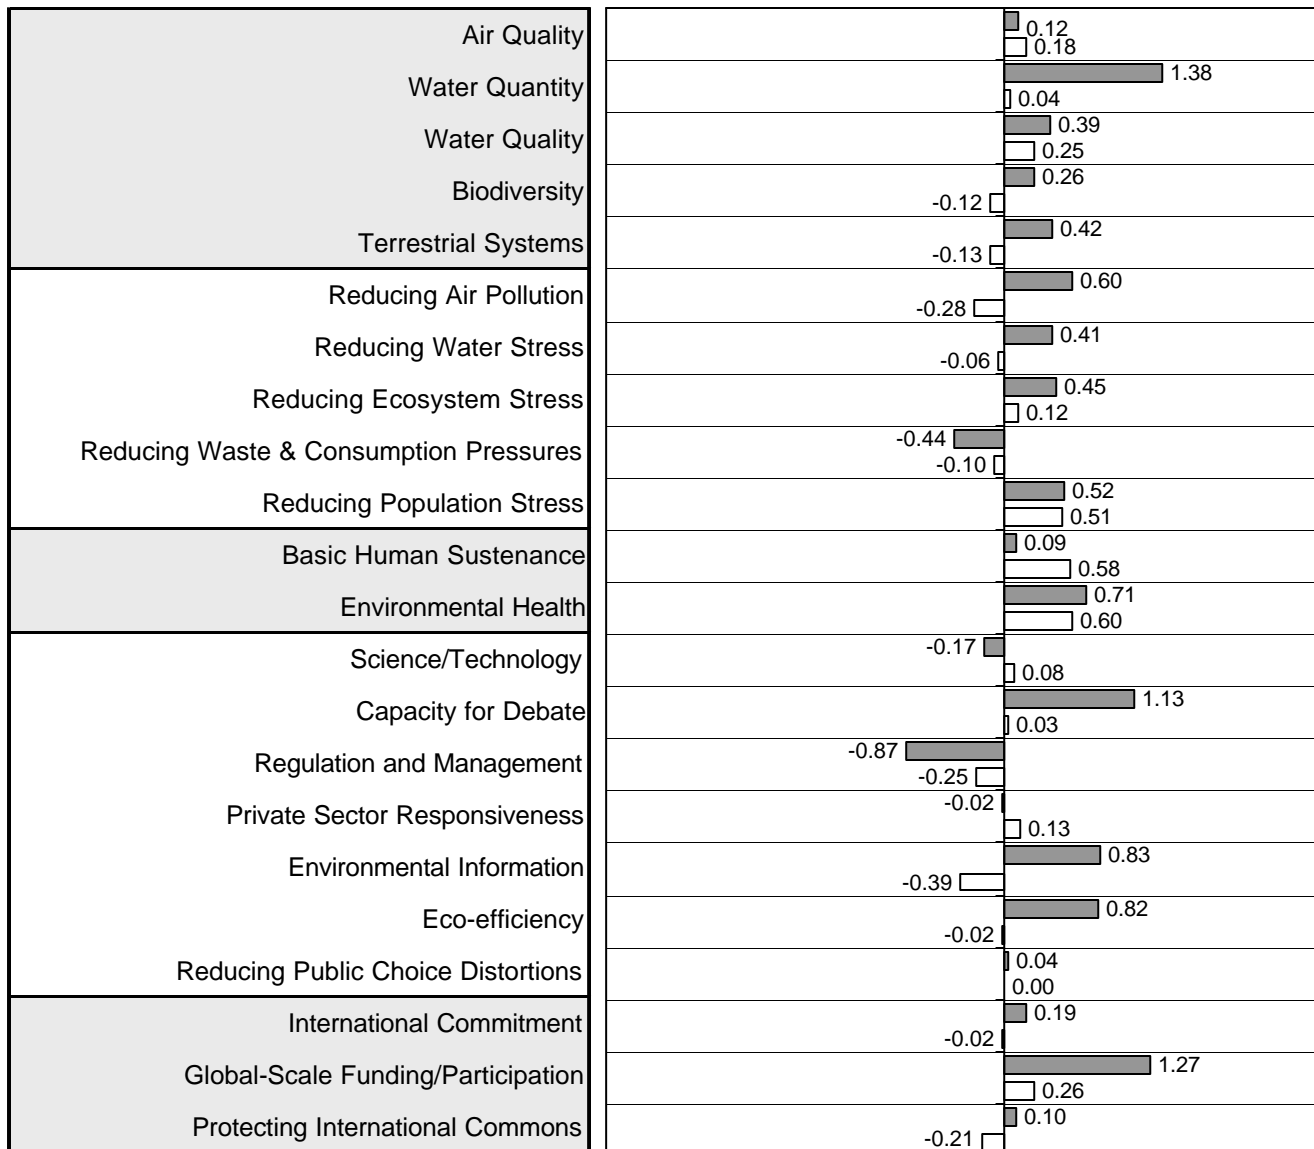 Air Quality
0.12
0.18
Water Quantity
1.38
0.04
Water Quality
0.39
0.25
Biodiversity
0.26
-0.12
Terrestrial Systems
0.42
-0.13
Reducing Air Pollution
0.60
-0.28
Reducing Water Stress
0.41
-0.06
Reducing Ecosystem Stress
0.45
0.12
Reducing Waste & Consumption Pressures
-0.44
-0.10
Reducing Population Stress
0.52
0.51
Basic Human Sustenance
0.09
0.58
Environmental Health
0.71
0.60
Science/Technology
-0.17
0.08
Capacity for Debate
1.13
0.03
Regulation and Management
-0.87
-0.25
Private Sector Responsiveness
-0.02
0.13
Environmental Information
0.83
-0.39
Eco-efficiency
0.82
-0.02
Reducing Public Choice Distortions
0.04
0.00
International Commitment
0.19
-0.02
Global-Scale Funding/Participation
1.27
0.26
Protecting International Commons
0.10
-0.21